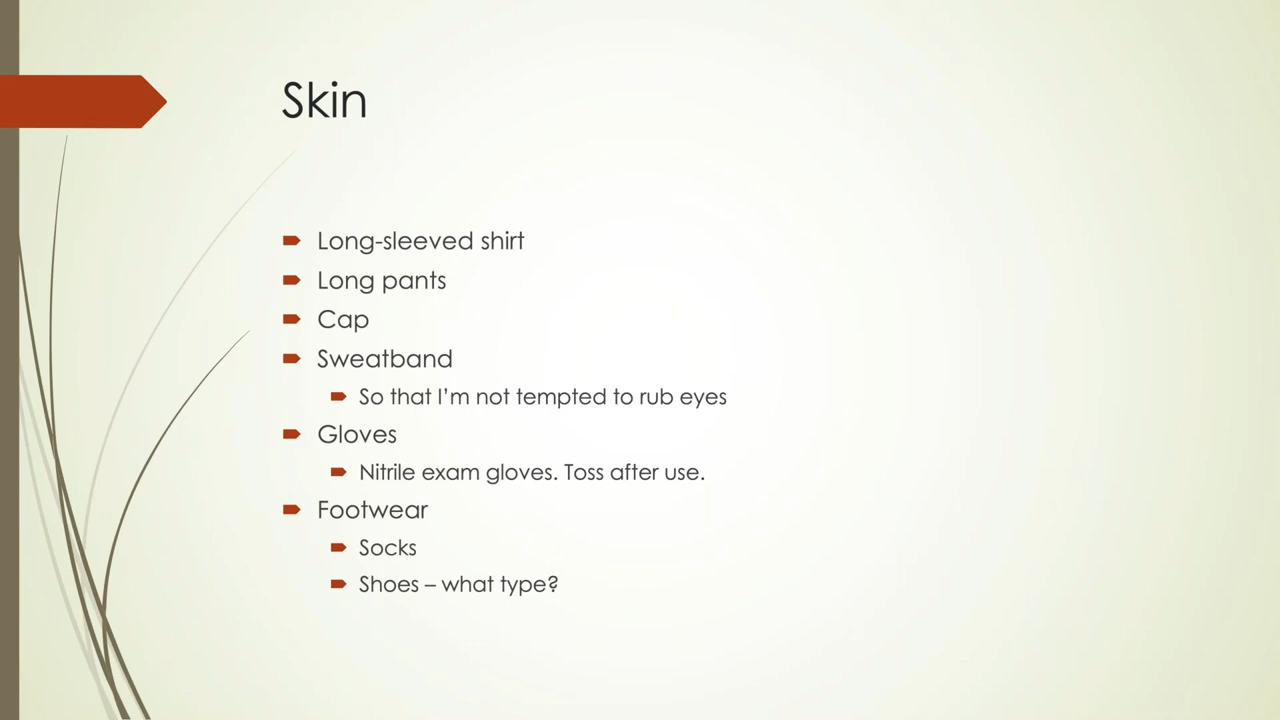 Skin
Long-sleeved shirt
Long pants
Cap
Sweatband
So that I’m not tempted to rub eyes
Gloves
Nitrile exam gloves. Toss after use.
Footwear
Socks
Shoes – what type?